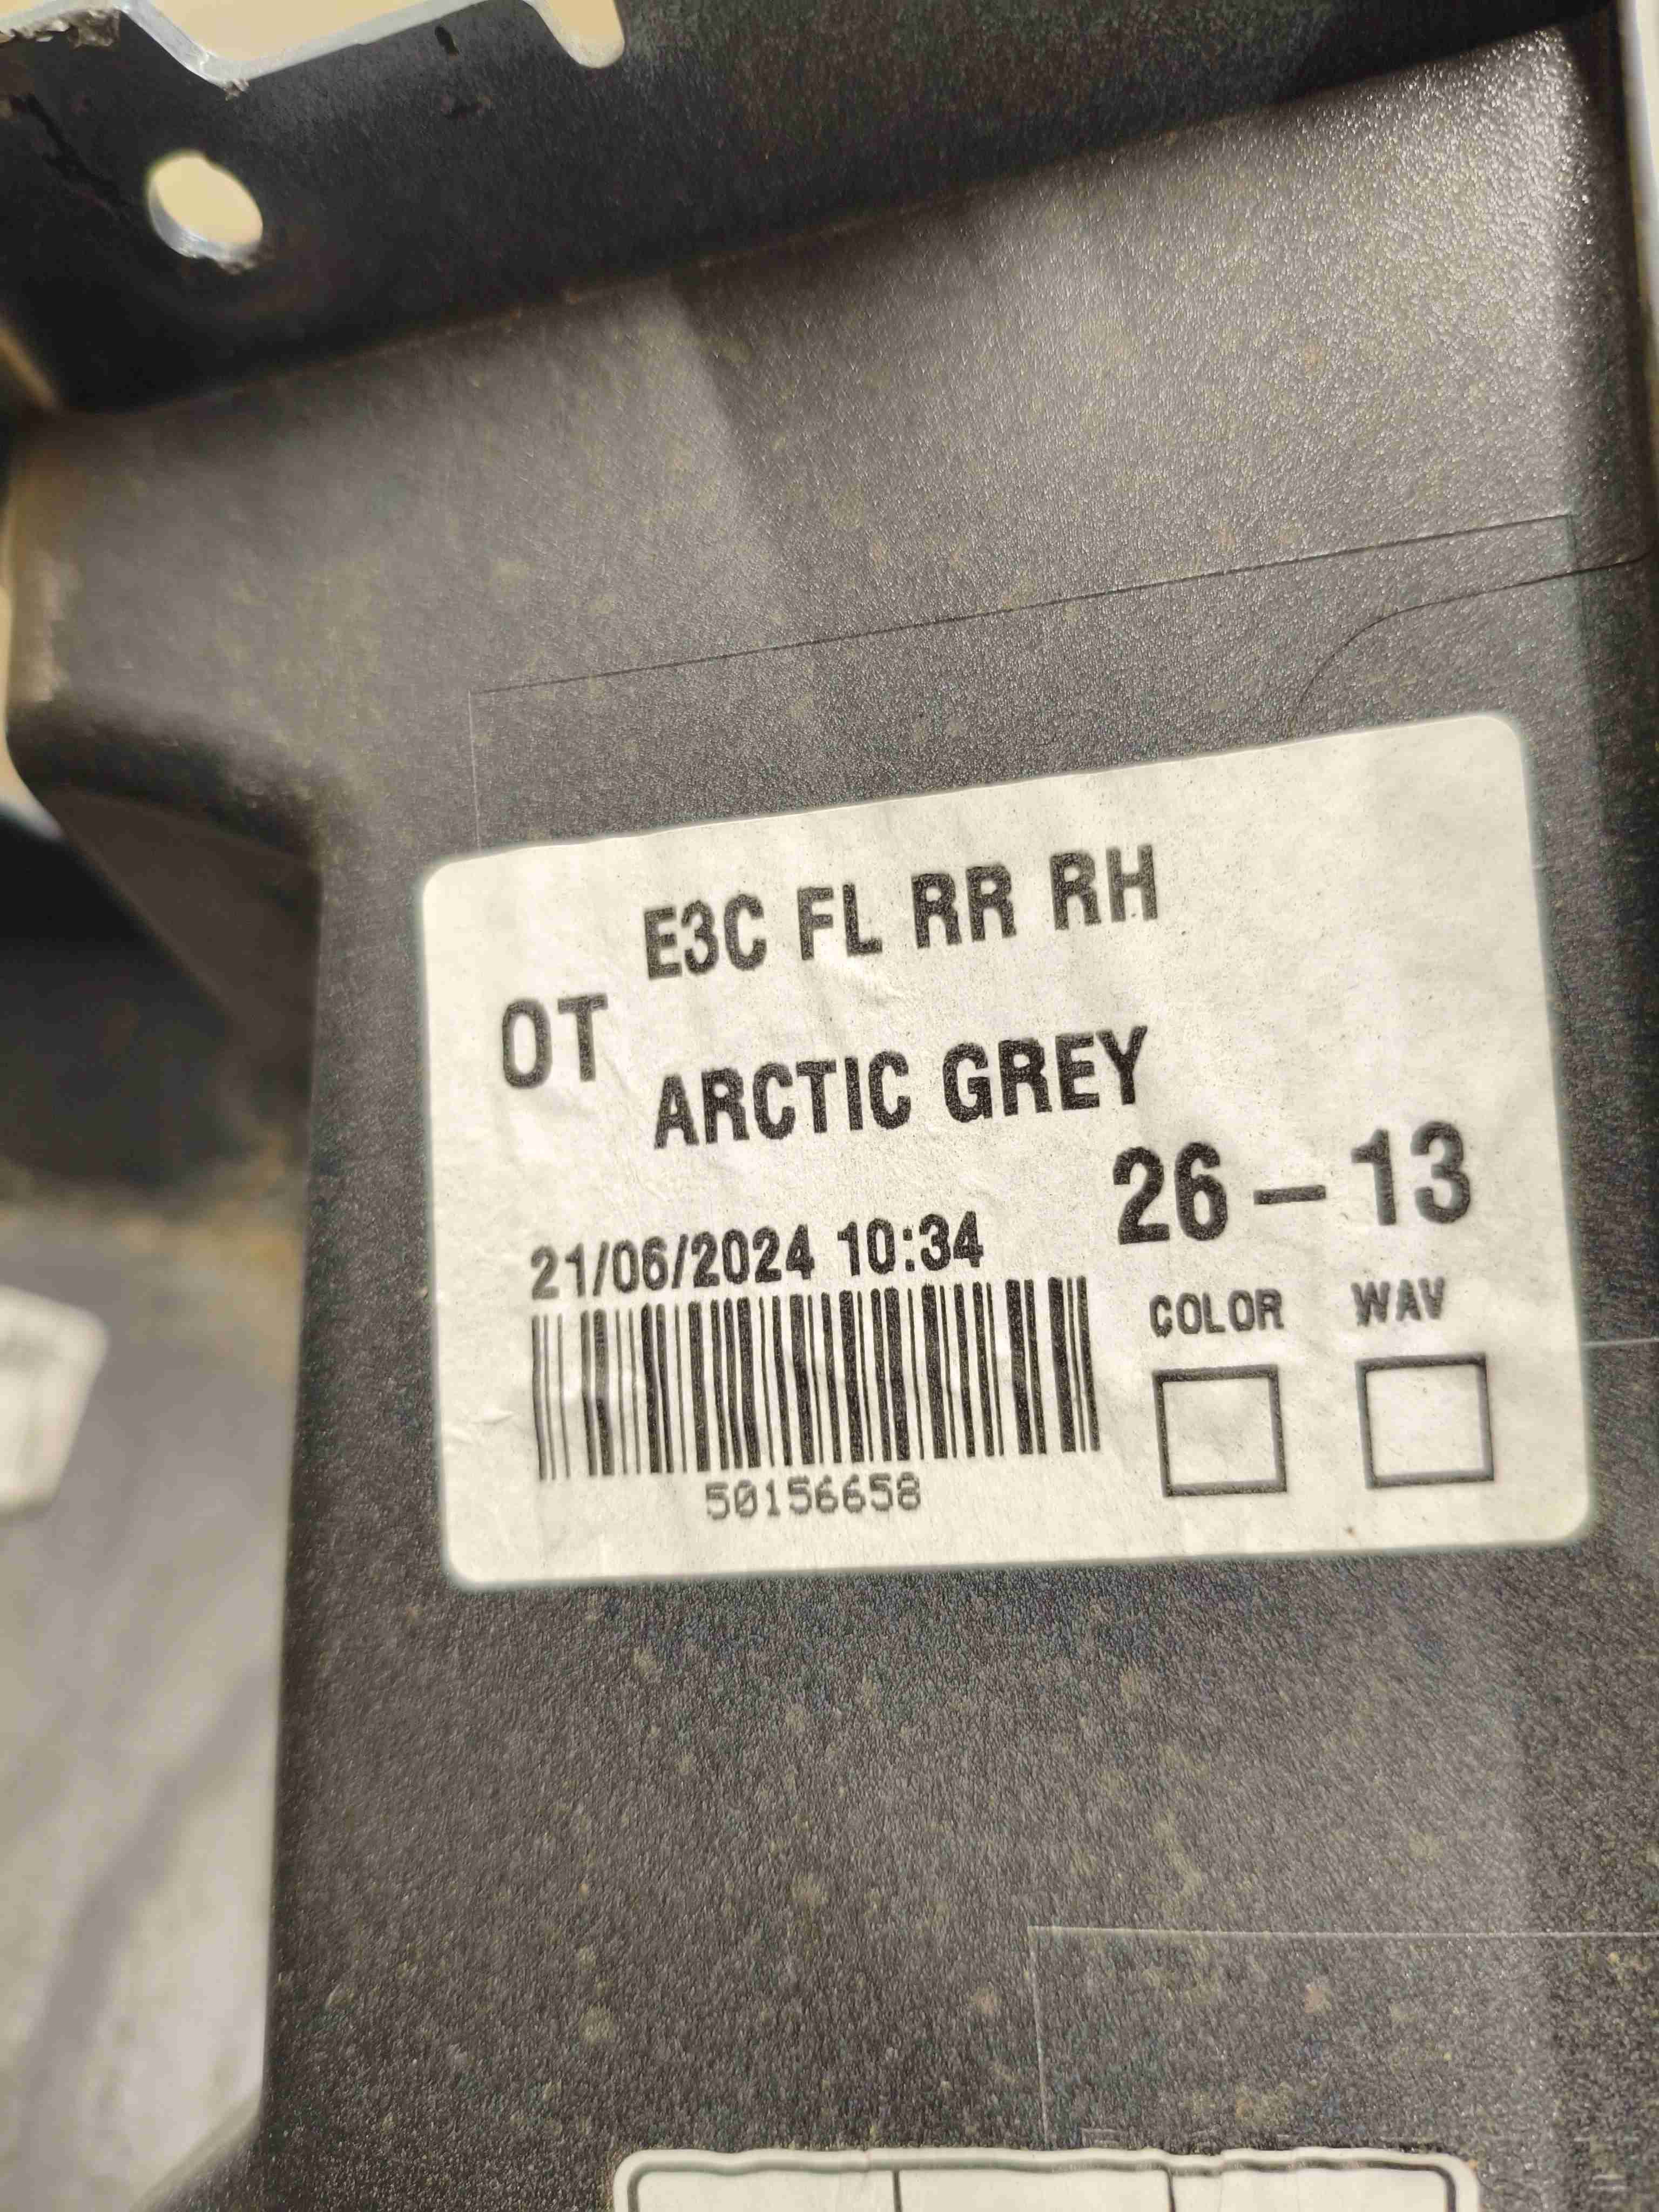 E3C FL RR RH
OT
ARCTIC GREY
26 – 13
21/06/2024 10:34
COLOR WAV
50156658